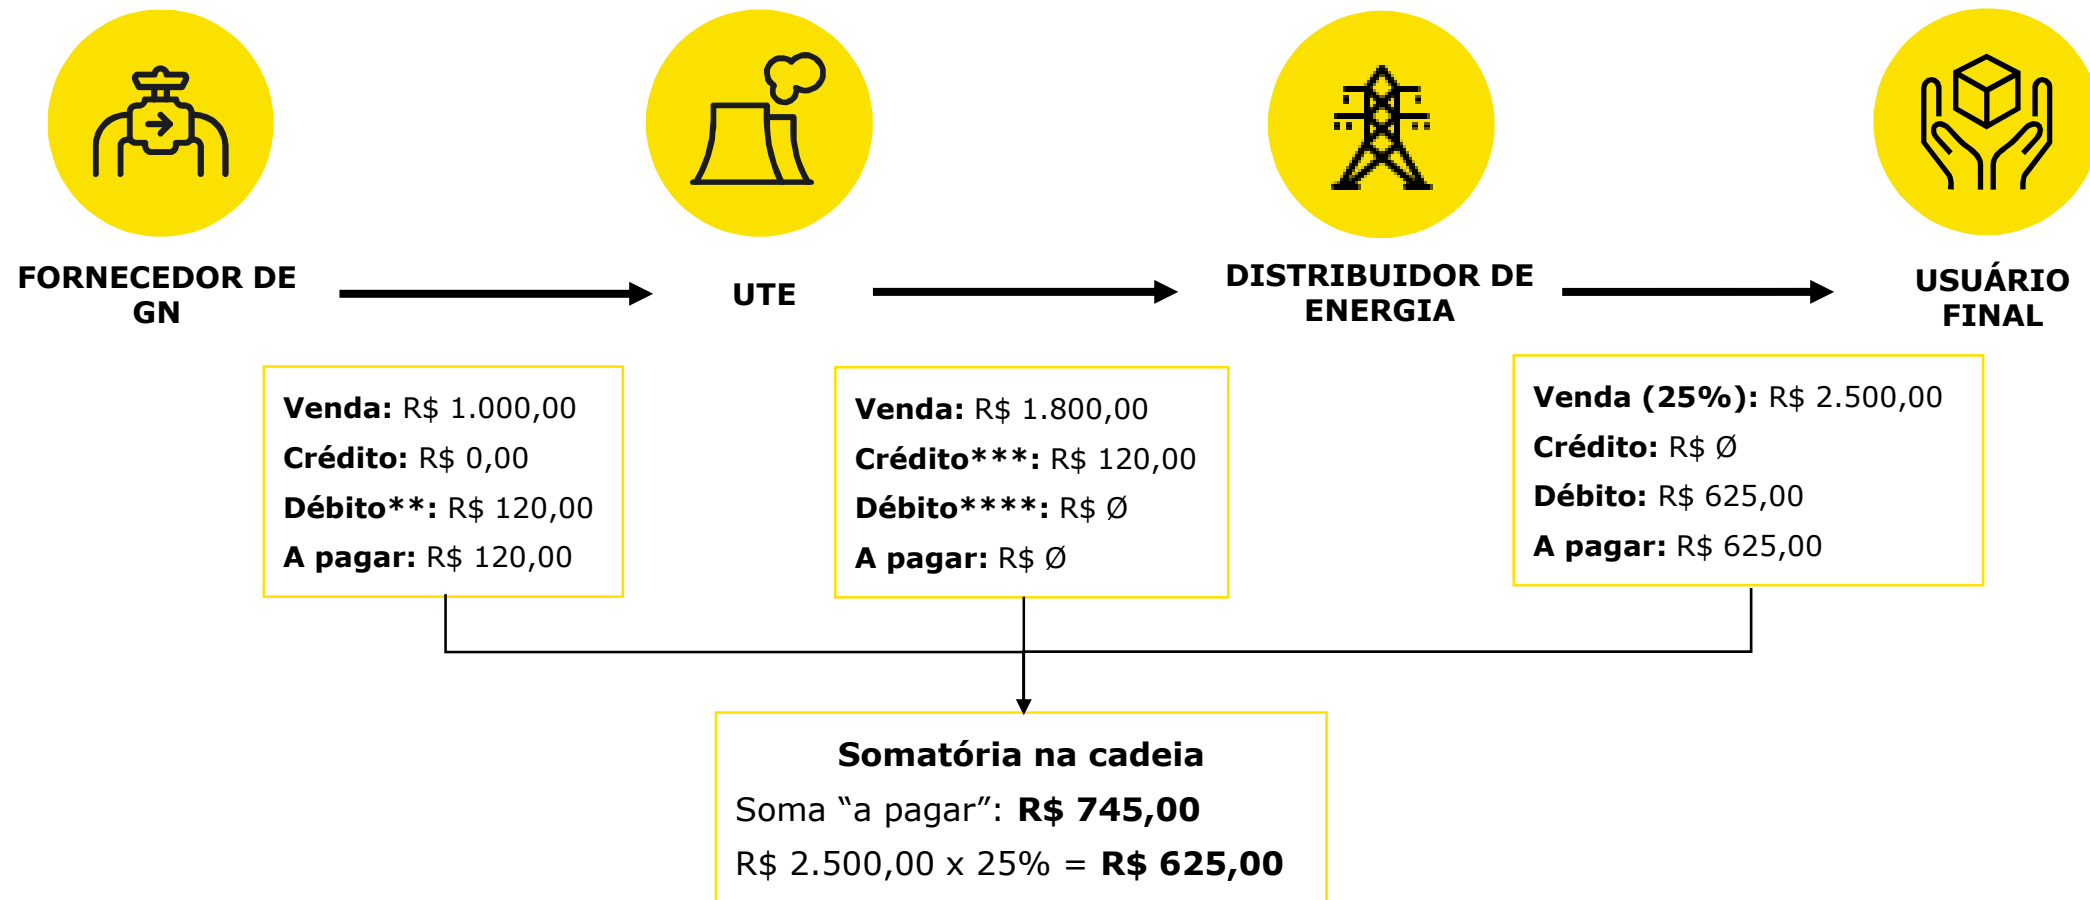 FORNECEDOR DE
GN
UTE
DISTRIBUIDOR DE
ENERGIA
USUÁRIO
FINAL
Venda: R$ 1.000,00
Crédito: R$ 0,00
Débito**: R$ 120,00
A pagar: R$ 120,00
Venda: R$ 1.800,00
Crédito***: R$ 120,00
Débito****: R$ Ø
A pagar: R$ Ø
Venda (25%): R$ 2.500,00
Crédito: R$ Ø
Débito: R$ 625,00
A pagar: R$ 625,00
Somatória na cadeia
Soma “a pagar”: R$ 745,00
R$ 2.500,00 x 25% = R$ 625,00